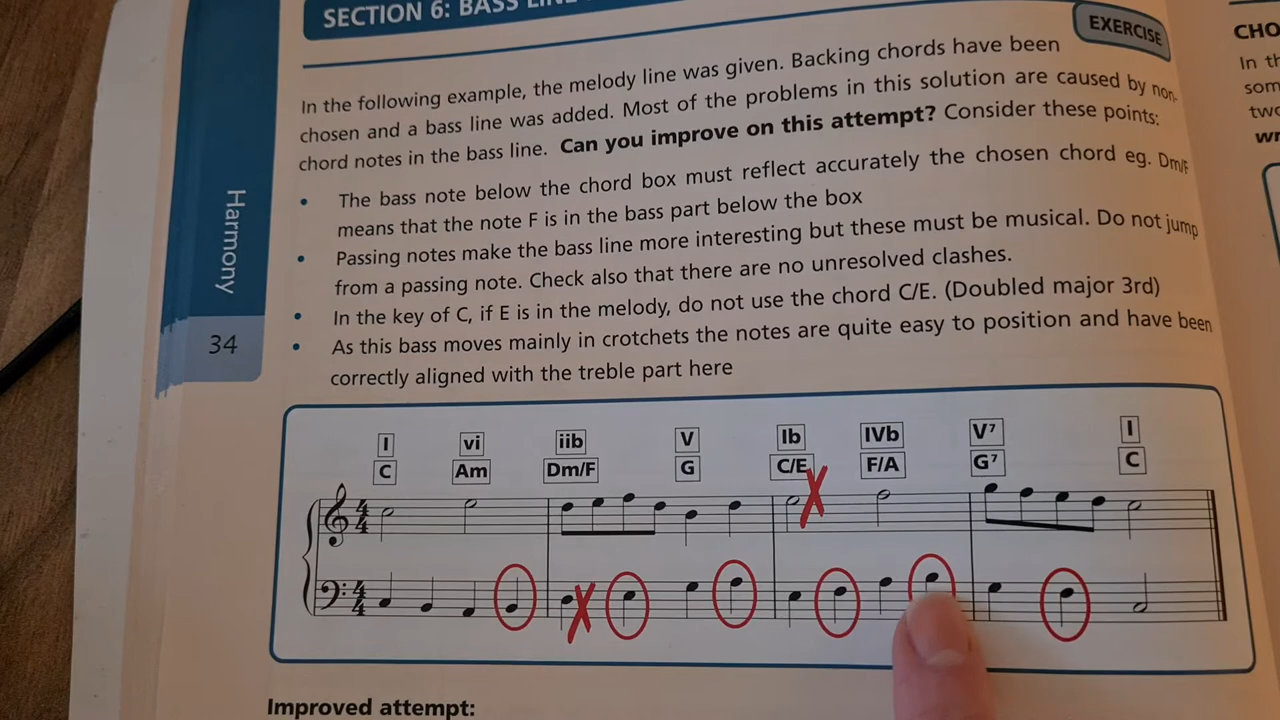 SECTION 6: BASS LINE
EXERCISE
In the following example, the melody line was given. Backing chords have been
chosen and a bass line was added. Most of the problems in this solution are caused by non-
chord notes in the bass line. Can you improve on this attempt? Consider these points:
• The bass note below the chord box must reflect accurately the chosen chord eg. Dm/F
means that the note F is in the bass part below the box
• Passing notes make the bass line more interesting but these must be musical. Do not jump
from a passing note. Check also that there are no unresolved clashes.
• In the key of C, if E is in the melody, do not use the chord C/E. (Doubled major 3rd)
• As this bass moves mainly in crotchets the notes are quite easy to position and have been
correctly aligned with the treble part here
Harmony
34
I vi iib V Ib IVb V⁷ I
C Am Dm/F G C/E F/A G⁷ C
4 4
4 4
X X
Improved attempt:
CHO
In th
som
two
wr